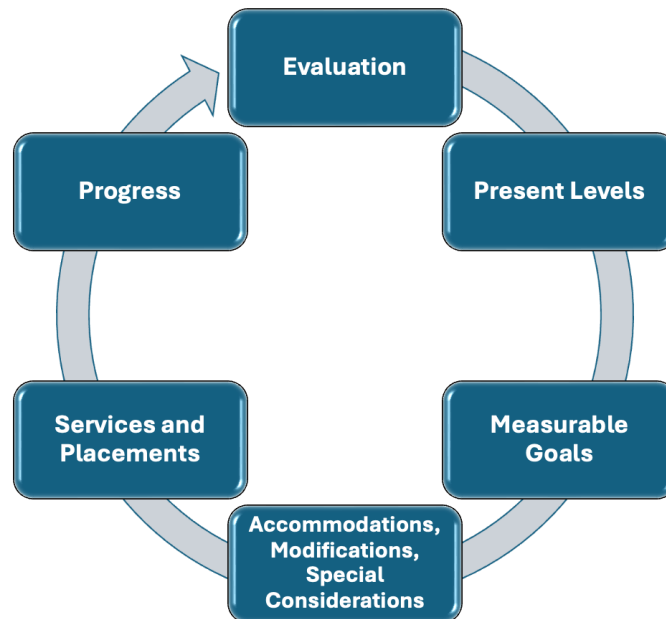 Evaluation
Present Levels
Measurable
Goals
Accommodations,
Modifications,
Special
Considerations
Services and
Placements
Progress